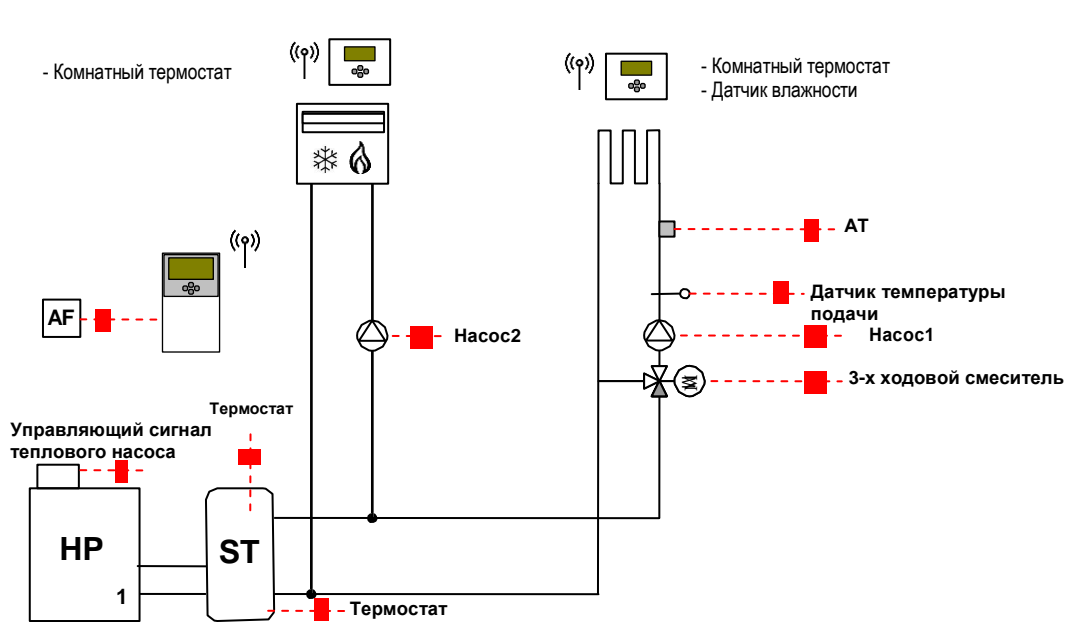 - Комнатный термостат
- Комнатный термостат
- Датчик влажности
AT
Датчик температуры
подачи
AF
Насос2
Насос1
3-х ходовой смеситель
Термостат
Управляющий сигнал
теплового насоса
HP
ST
1
Термостат